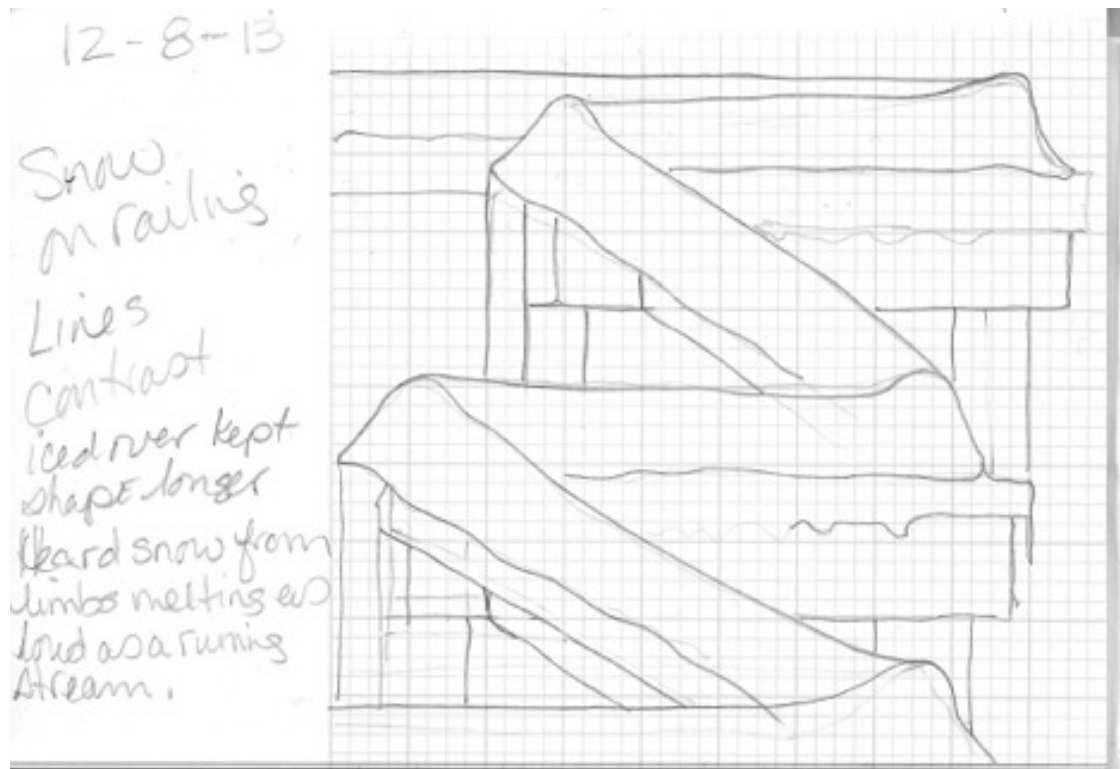 12-8-13
Snow
on railing
Lines
contrast
iced over kept
shape longer
Heard snow from
limbs melting as
loud as a running
stream.